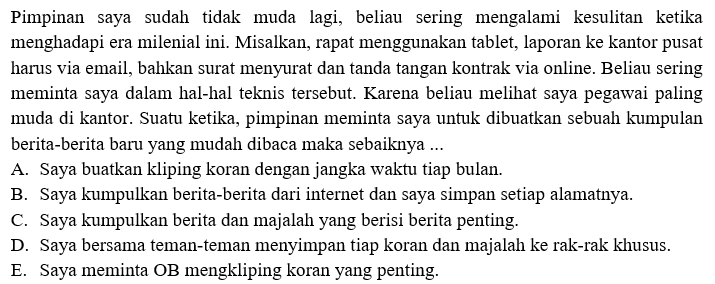 Pimpinan saya sudah tidak muda lagi, beliau sering mengalami kesulitan ketika
menghadapi era milenial ini. Misalkan, rapat menggunakan tablet, laporan ke kantor pusat
harus via email, bahkan surat menyurat dan tanda tangan kontrak via online. Beliau sering
meminta saya dalam hal-hal teknis tersebut. Karena beliau melihat saya pegawai paling
muda di kantor. Suatu ketika, pimpinan meminta saya untuk dibuatkan sebuah kumpulan
berita-berita baru yang mudah dibaca maka sebaiknya ...
A. Saya buatkan kliping koran dengan jangka waktu tiap bulan.
B. Saya kumpulkan berita-berita dari internet dan saya simpan setiap alamatnya.
C. Saya kumpulkan berita dan majalah yang berisi berita penting.
D. Saya bersama teman-teman menyimpan tiap koran dan majalah ke rak-rak khusus.
E. Saya meminta OB mengkliping koran yang penting.